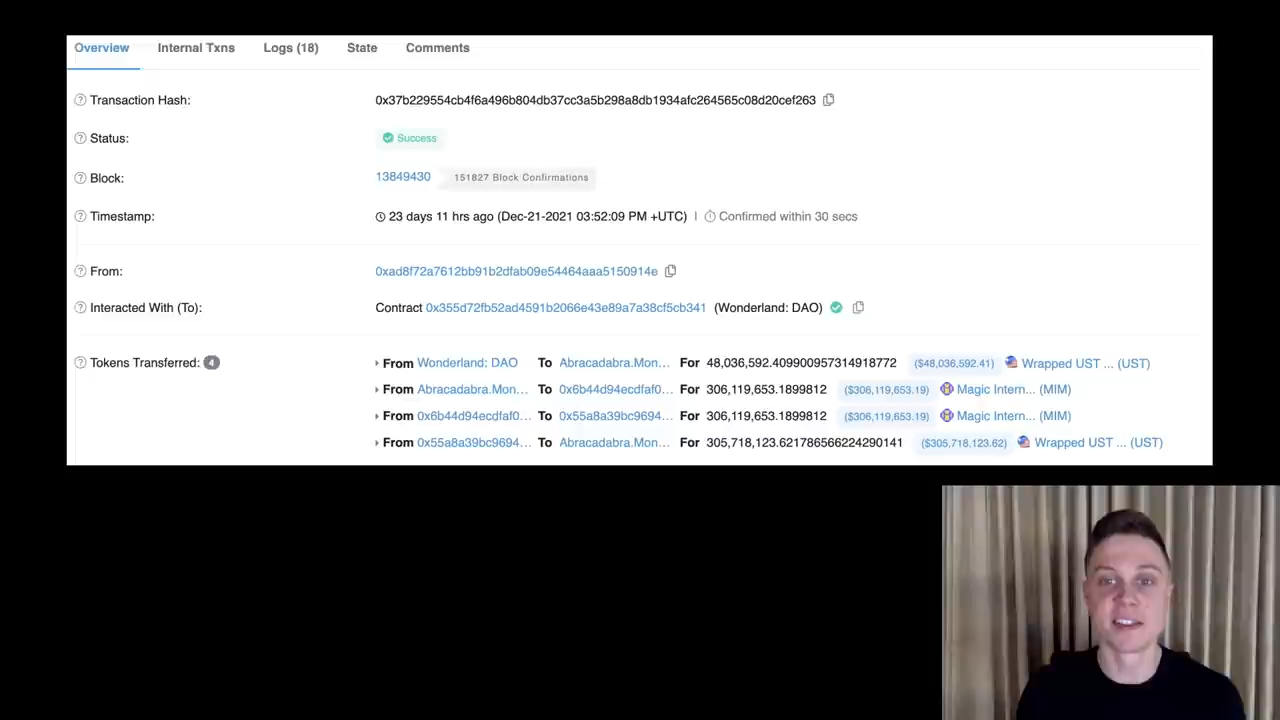 Overview Internal Txns Logs (18) State Comments
Transaction Hash: 0x37b229554cb4f6a496b804db37cc3a5b298a8db1934afc264565c08d20cef263
Status: Success
Block: 13849430 151827 Block Confirmations
Timestamp: 23 days 11 hrs ago (Dec-21-2021 03:52:09 PM +UTC) | Confirmed within 30 secs
From: 0xad8f72a7612bb91b2dfab09e54464aaa5150914e
Interacted With (To): Contract 0x355d72fb52ad4591b2066e43e89a7a38cf5cb341 (Wonderland: DAO)
Tokens Transferred: 4 From Wonderland: DAO To Abracadabra.Mon... For 48,036,592.409900957314918772 ($48,036,592.41) Wrapped UST ... (UST)
From Abracadabra.Mon... To 0x6b44d94ecdfaf0... For 306,119,653.1899812 ($306,119,653.19) Magic Intern... (MIM)
From 0x6b44d94ecdfaf0... To 0x55a8a39bc9694... For 306,119,653.1899812 ($306,119,653.19) Magic Intern... (MIM)
From 0x55a8a39bc9694... To Abracadabra.Mon... For 305,718,123.621786566224290141 ($305,718,123.62) Wrapped UST ... (UST)